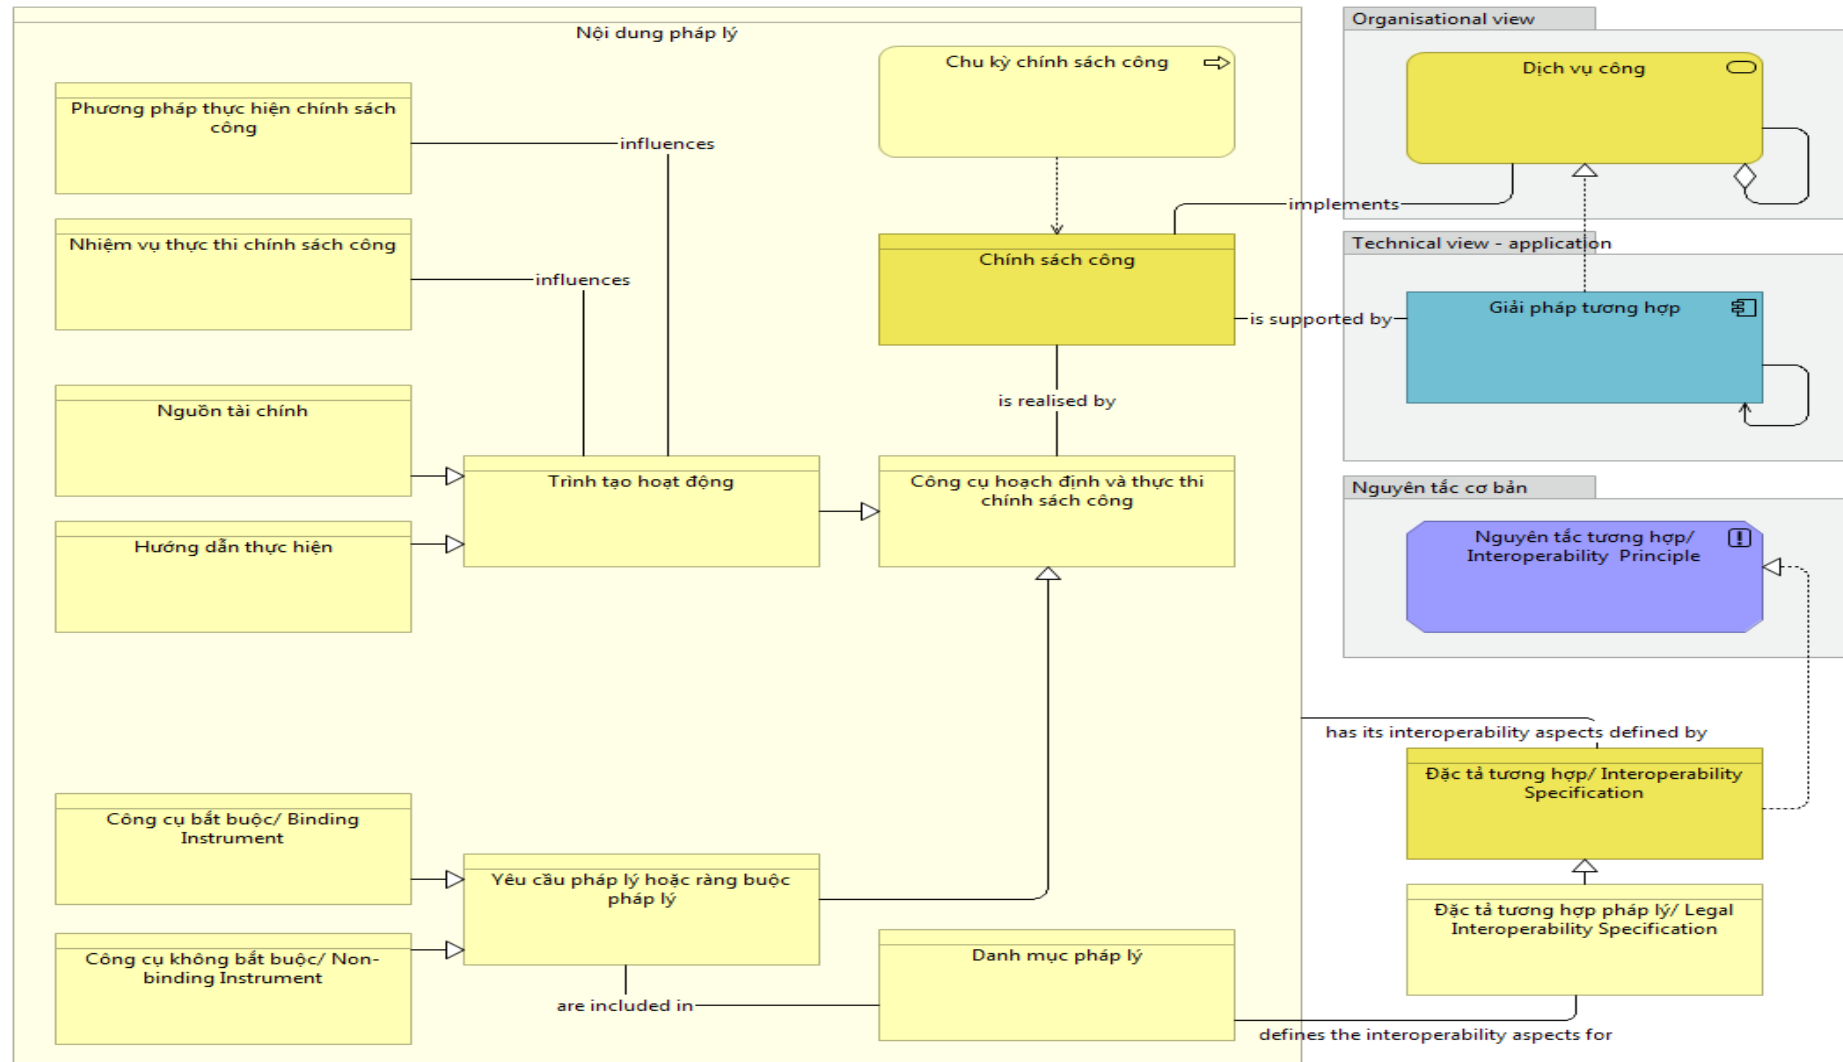 Nội dung pháp lý
Phương pháp thực hiện chính sách
công
influences
Nhiệm vụ thực thi chính sách công
influences
Nguồn tài chính
Hướng dẫn thực hiện
Trình tạo hoạt động
Chu kỳ chính sách công
Chính sách công
is realised by
Công cụ hoạch định và thực thi
chính sách công
Công cụ bắt buộc/ Binding
Instrument
Công cụ không bắt buộc/ Non-
binding Instrument
Yêu cầu pháp lý hoặc ràng buộc
pháp lý
are included in
Danh mục pháp lý
Organisational view
Dịch vụ công
implements
Technical view - application
Giải pháp tương hợp
is supported by
Nguyên tắc cơ bản
Nguyên tắc tương hợp/
Interoperability Principle
has its interoperability aspects defined by
Đặc tả tương hợp/ Interoperability
Specification
Đặc tả tương hợp pháp lý/ Legal
Interoperability Specification
defines the interoperability aspects for